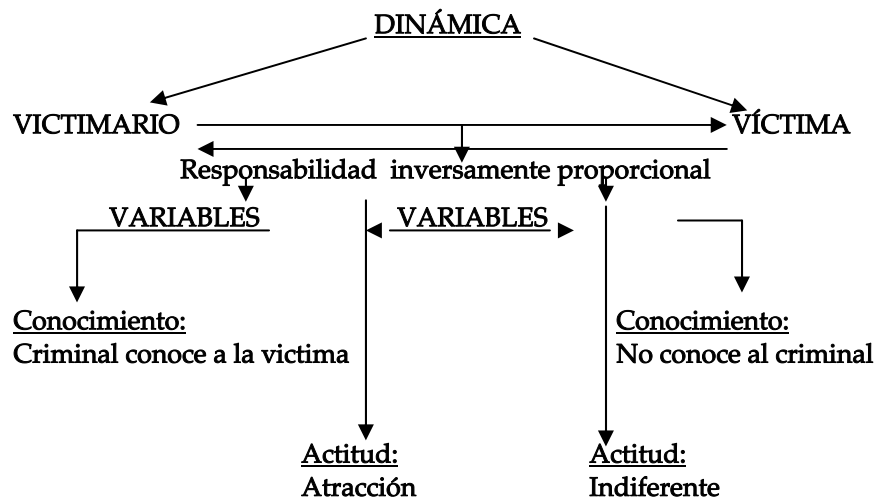 DINÁMICA
VICTIMARIO VÍCTIMA
Responsabilidad inversamente proporcional
VARIABLES VARIABLES
Conocimiento: Conocimiento:
Criminal conoce a la victima No conoce al criminal
Actitud: Actitud:
Atracción Indiferente